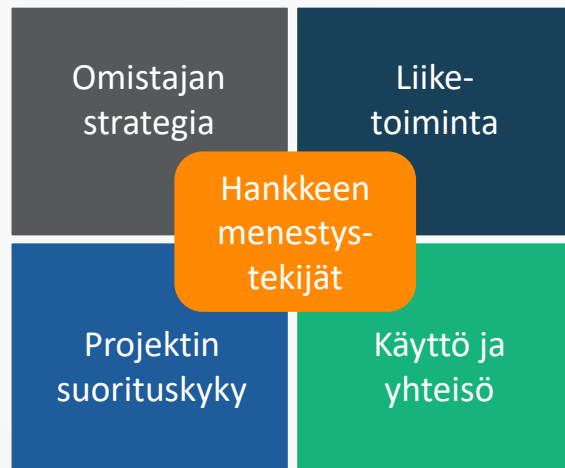 Omistajan
strategia
Liike-
toiminta
Hankkeen
menestys-
tekijät
Projektin
suorituskyky
Käyttö ja
yhteisö